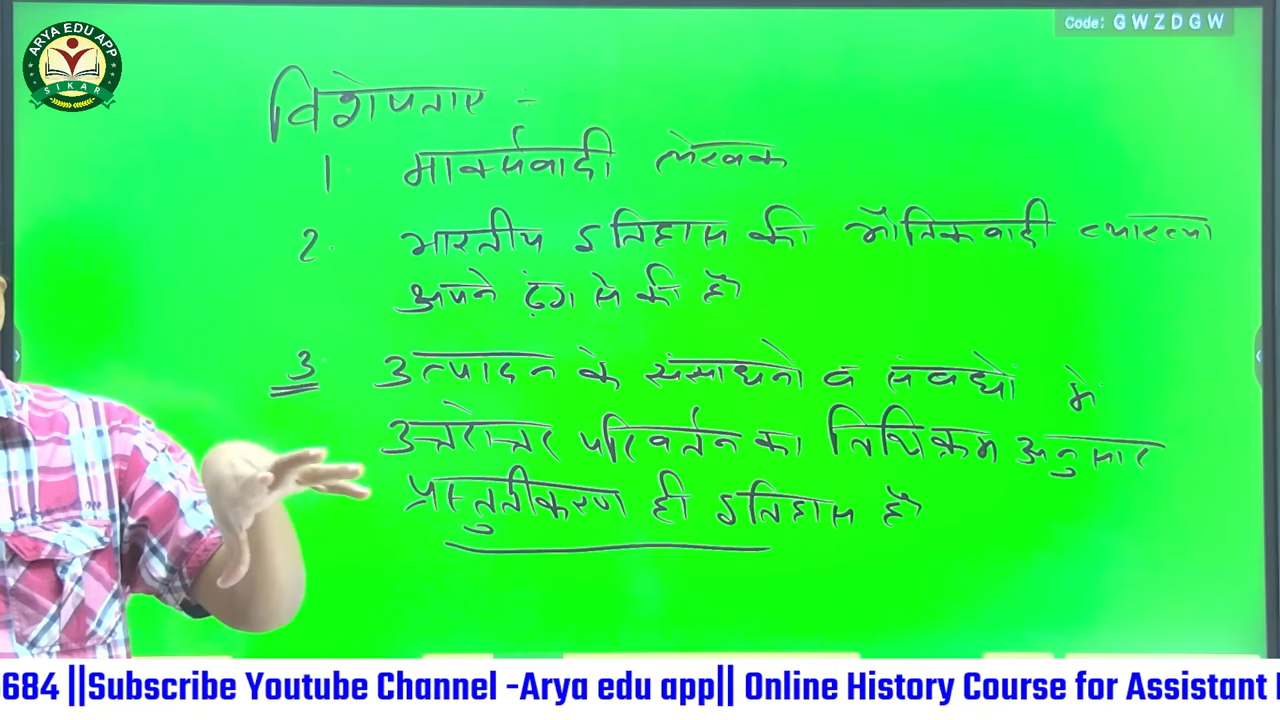 ARYA EDU APP
SIKAR
Code: GWZDGW
विशेषताए :-
1. मार्क्सवादी लेखक
2. भारतीय इतिहास की भौतिकवादी व्याख्या
अपने ढंग से की है
3 उत्पादन के संसाधनो व संबधों में
उत्तरोत्तर परिवर्तन का तिथिक्रम अनुसार
प्रस्तुतीकरण ही इतिहास है
684 ||Subscribe Youtube Channel -Arya edu app|| Online History Course for Assistant